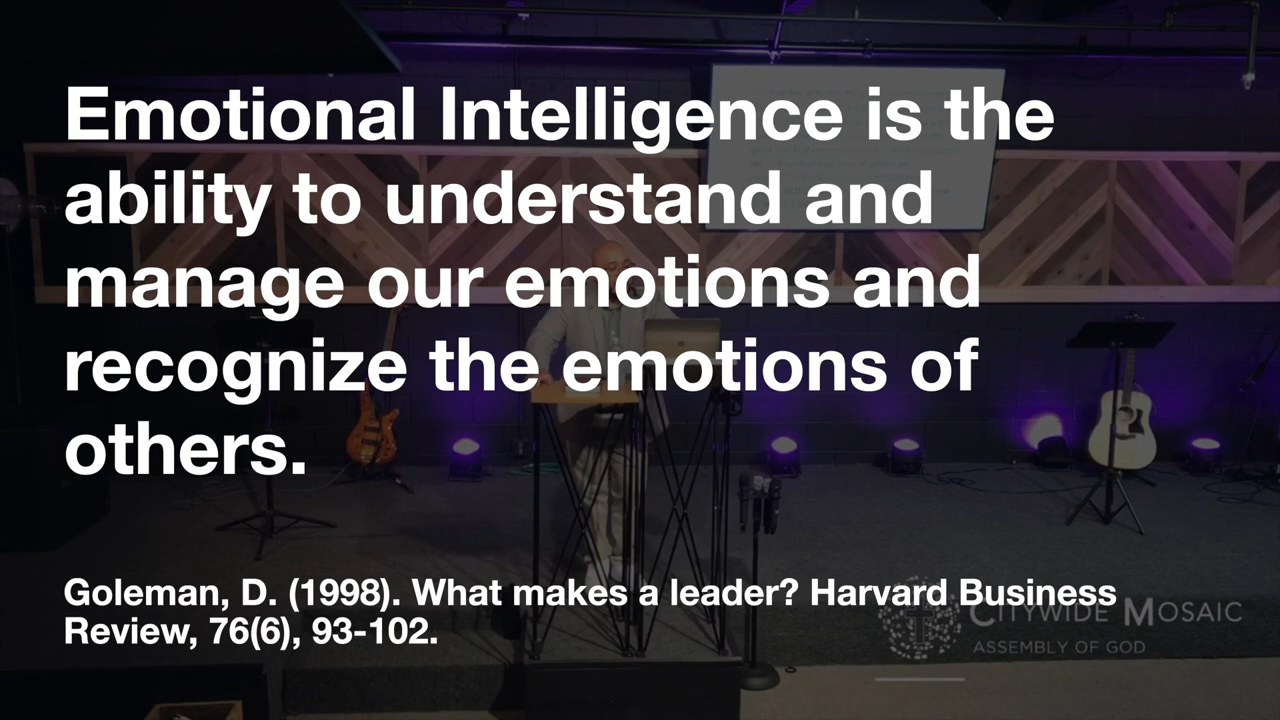 Emotional Intelligence is the
ability to understand and
manage our emotions and
recognize the emotions of
others.
Goleman, D. (1998). What makes a leader? Harvard Business
Review, 76(6), 93-102.
CITYWIDE MOSAIC
ASSEMBLY OF GOD